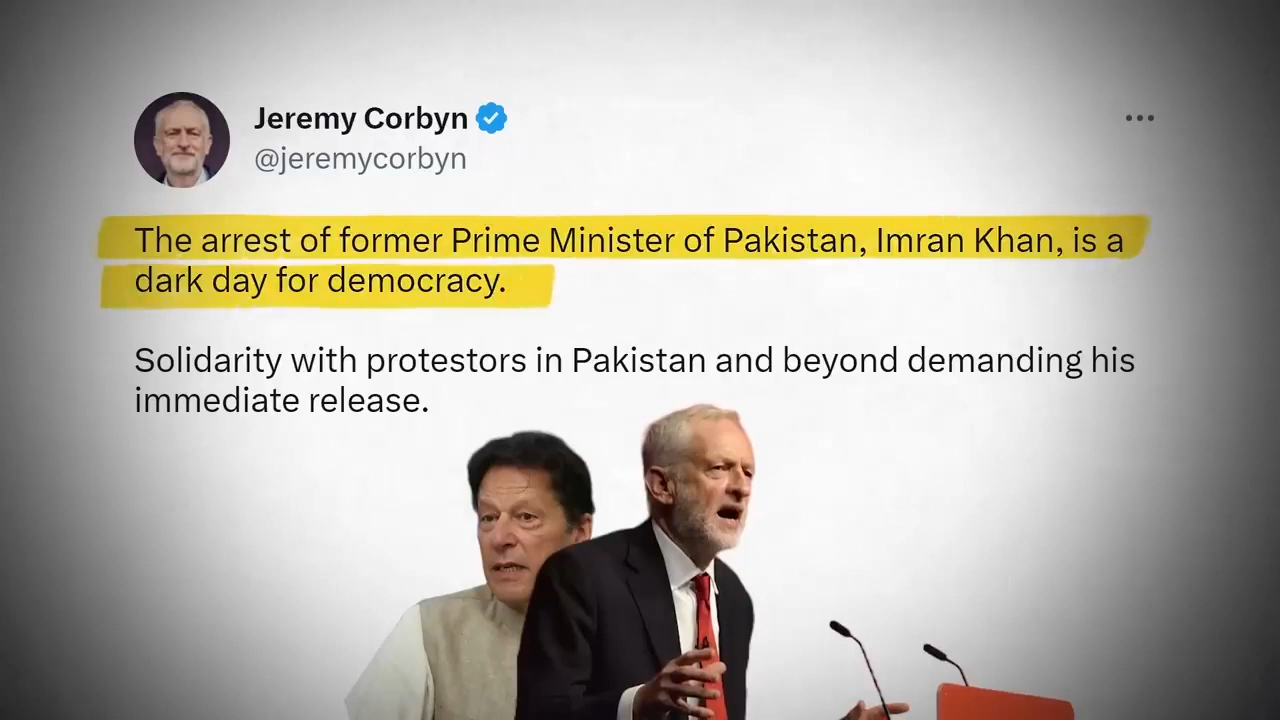 Jeremy Corbyn
@jeremycorbyn
The arrest of former Prime Minister of Pakistan, Imran Khan, is a
dark day for democracy.
Solidarity with protestors in Pakistan and beyond demanding his
immediate release.